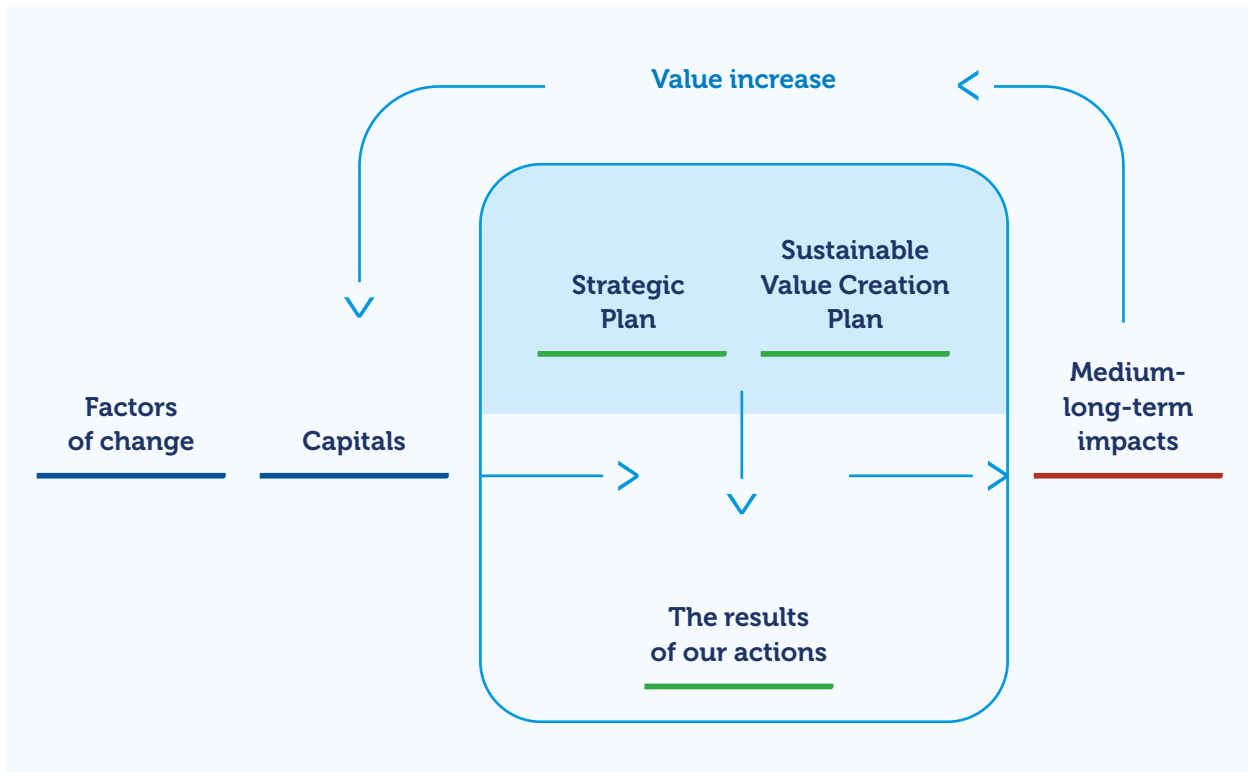 Value increase
Strategic
Plan
Sustainable
Value Creation
Plan
Factors
of change
Capitals
Medium-
long-term
impacts
The results
of our actions